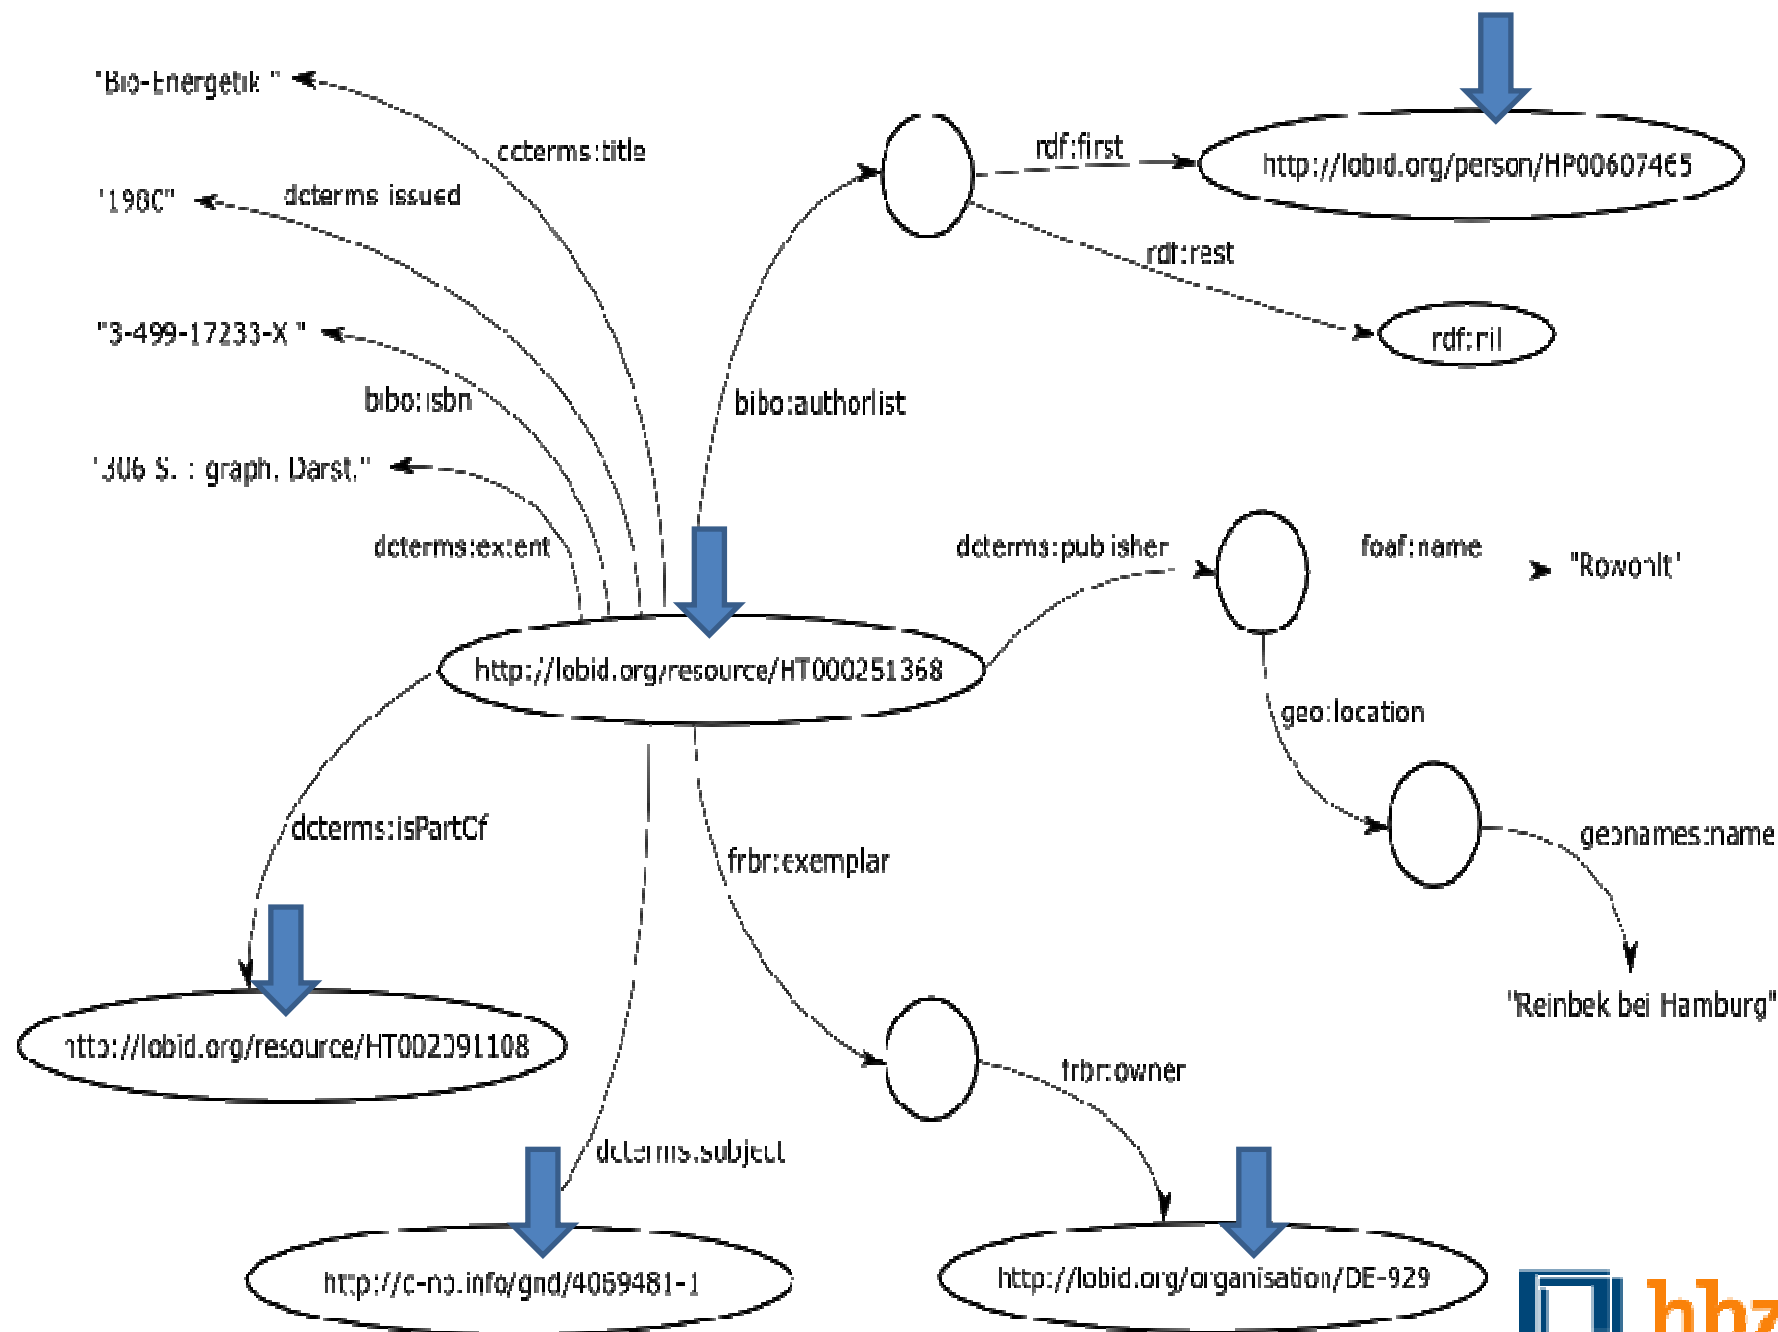 "Bio-Energetik "
dcterms:title
"1980"
dcterms issued
"3-499-17233-X "
bibo:isbn
"306 S. : graph. Darst."
dcterms:extent
bibo:authorlist
rdf:first
http://lobid.org/person/HP00607465
rdf:rest
rdf:nil
dcterms:publisher
foaf:name
"Rowohlt"
http://lobid.org/resource/HT000251368
geo:location
geonames:name
"Reinbek bei Hamburg"
dcterms:isPartOf
frbr:exemplar
http://lobid.org/resource/HT002091108
frbr:owner
dcterms:subject
http://d-nb.info/gnd/4069481-1
http://lobid.org/organisation/DE-929
hbz